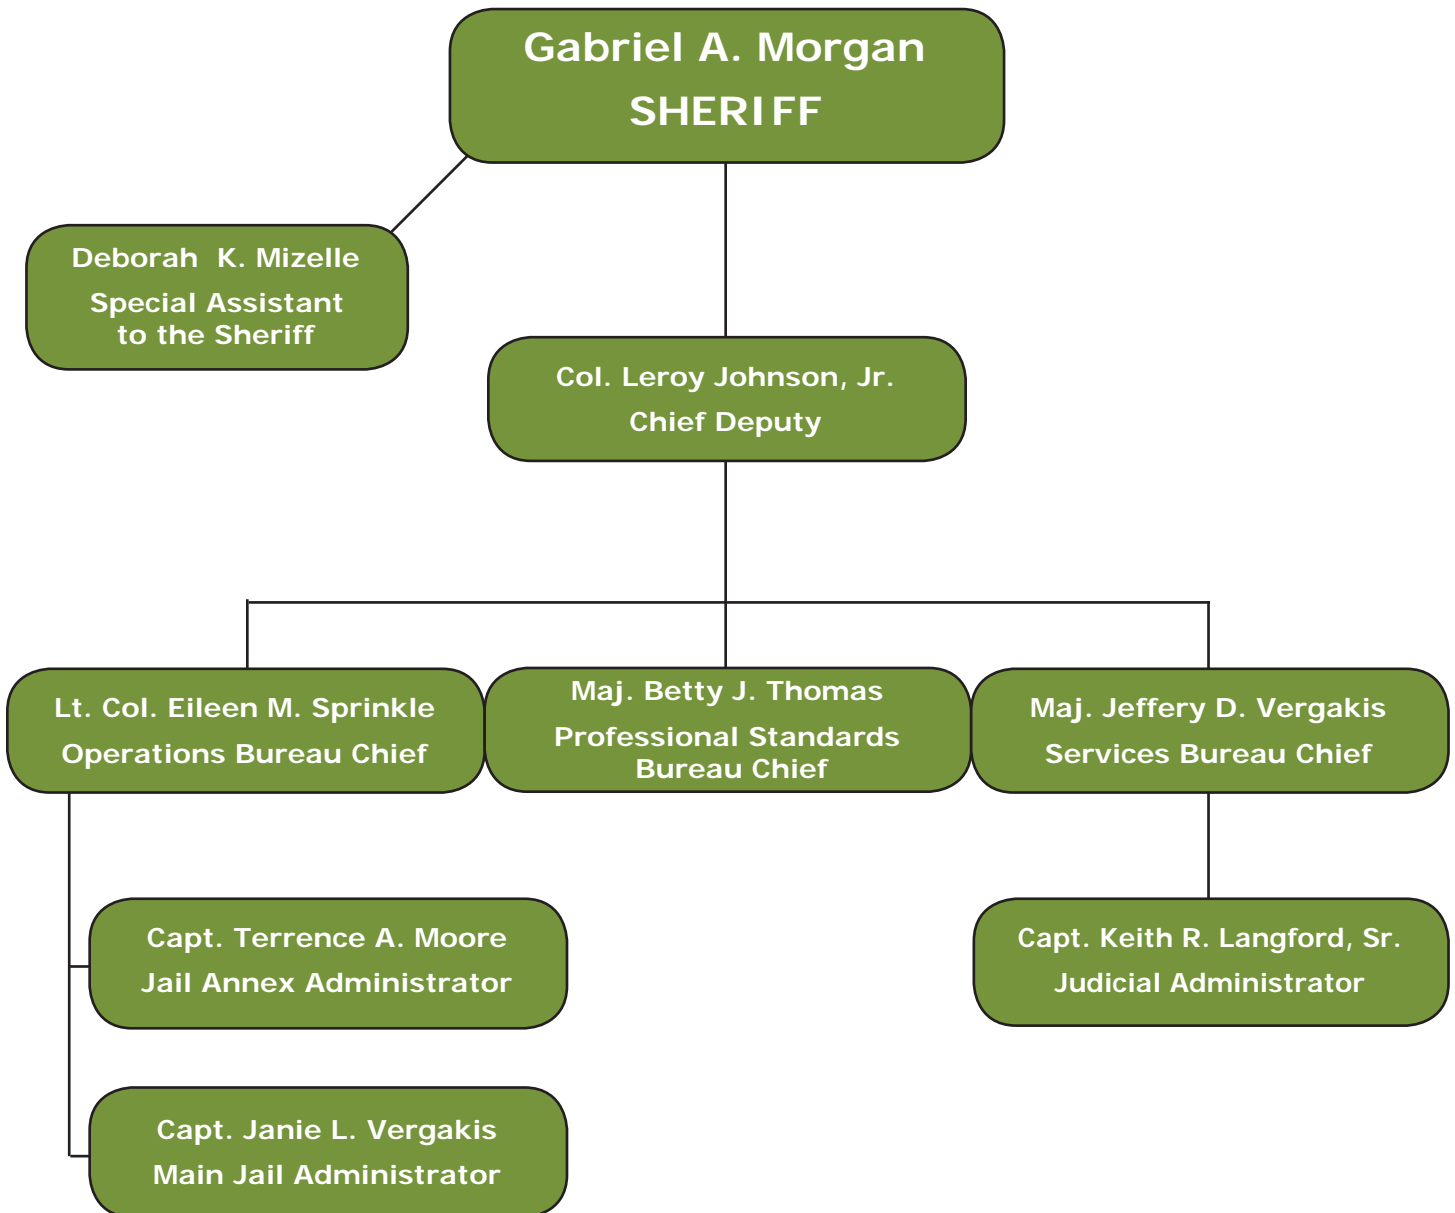 Gabriel A. Morgan
SHERIFF
Deborah K. Mizelle
Special Assistant
to the Sheriff
Col. Leroy Johnson, Jr.
Chief Deputy
Lt. Col. Eileen M. Sprinkle
Operations Bureau Chief
Maj. Betty J. Thomas
Professional Standards
Bureau Chief
Maj. Jeffery D. Vergakis
Services Bureau Chief
Capt. Terrence A. Moore
Jail Annex Administrator
Capt. Keith R. Langford, Sr.
Judicial Administrator
Capt. Janie L. Vergakis
Main Jail Administrator